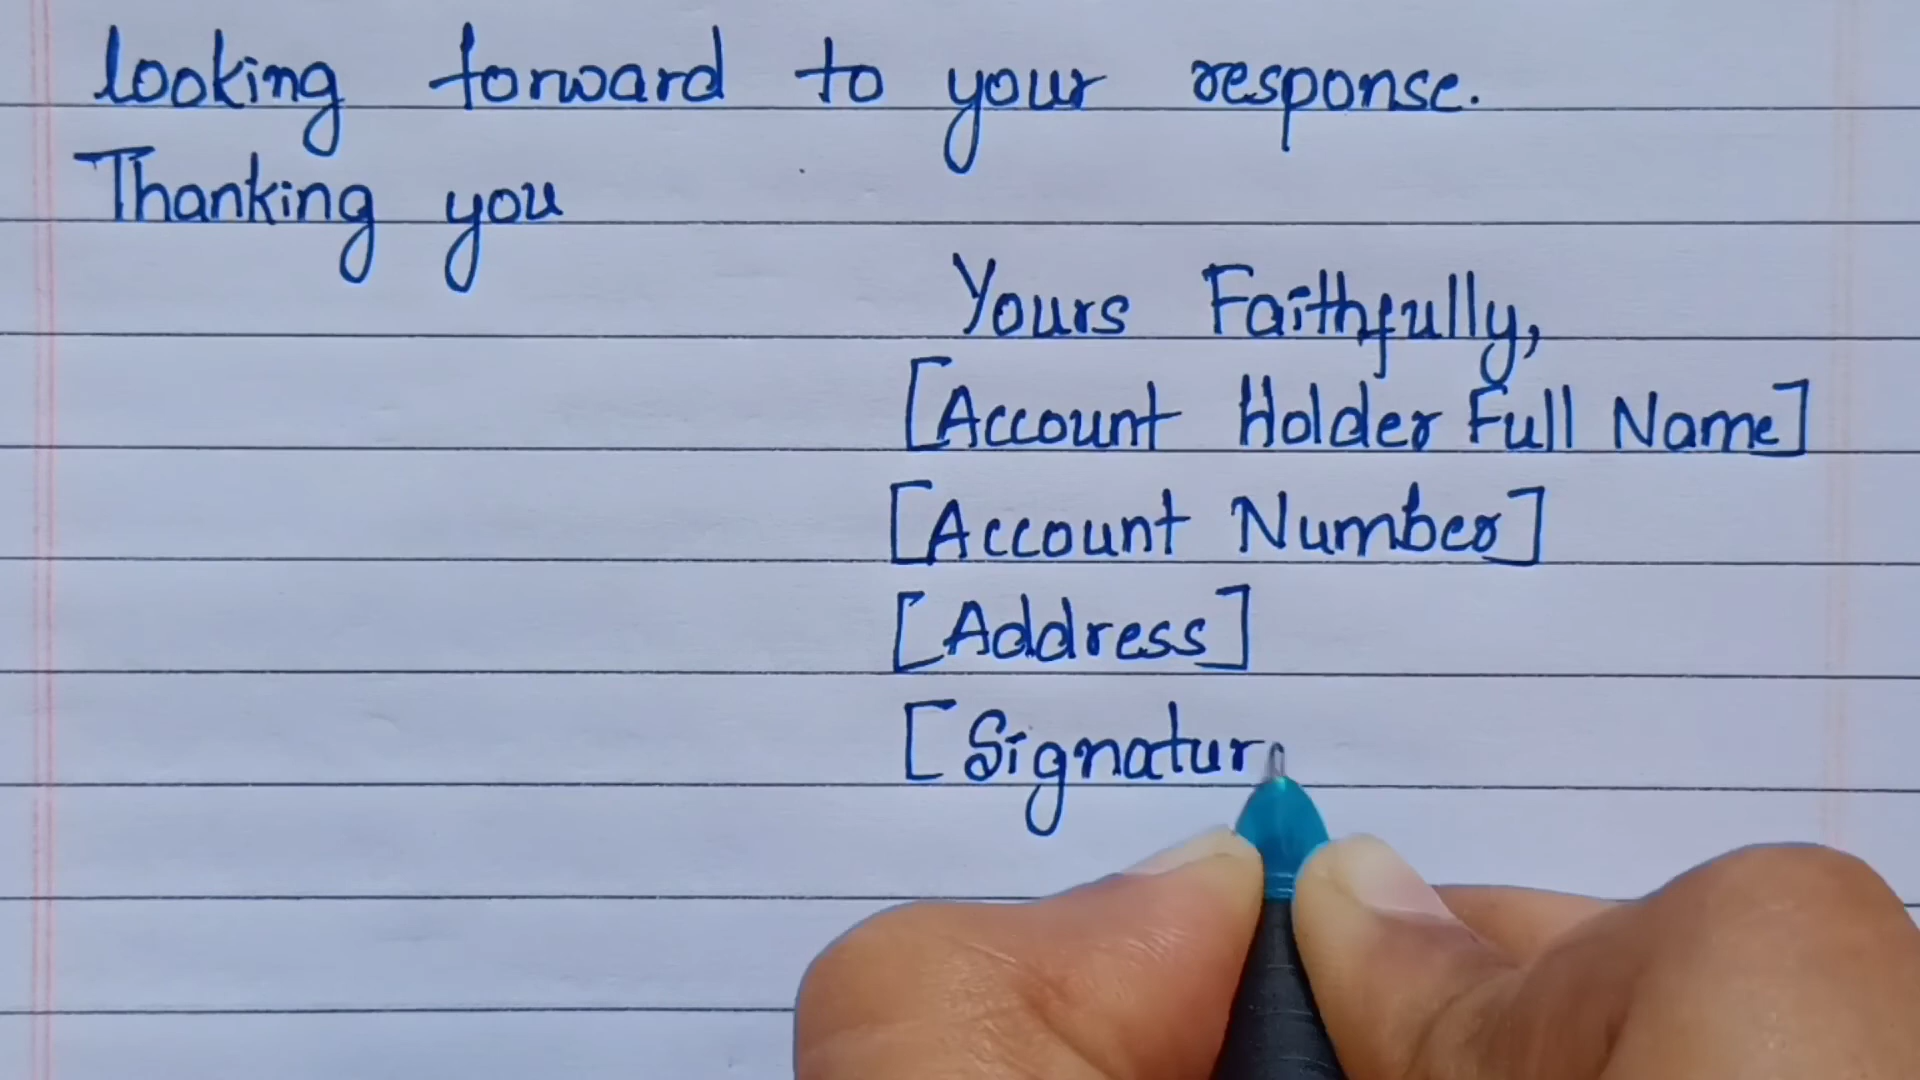 looking forward to your response.
Thanking you
Yours Faithfully,
[Account Holder Full Name]
[Account Number]
[Address]
[Signatur